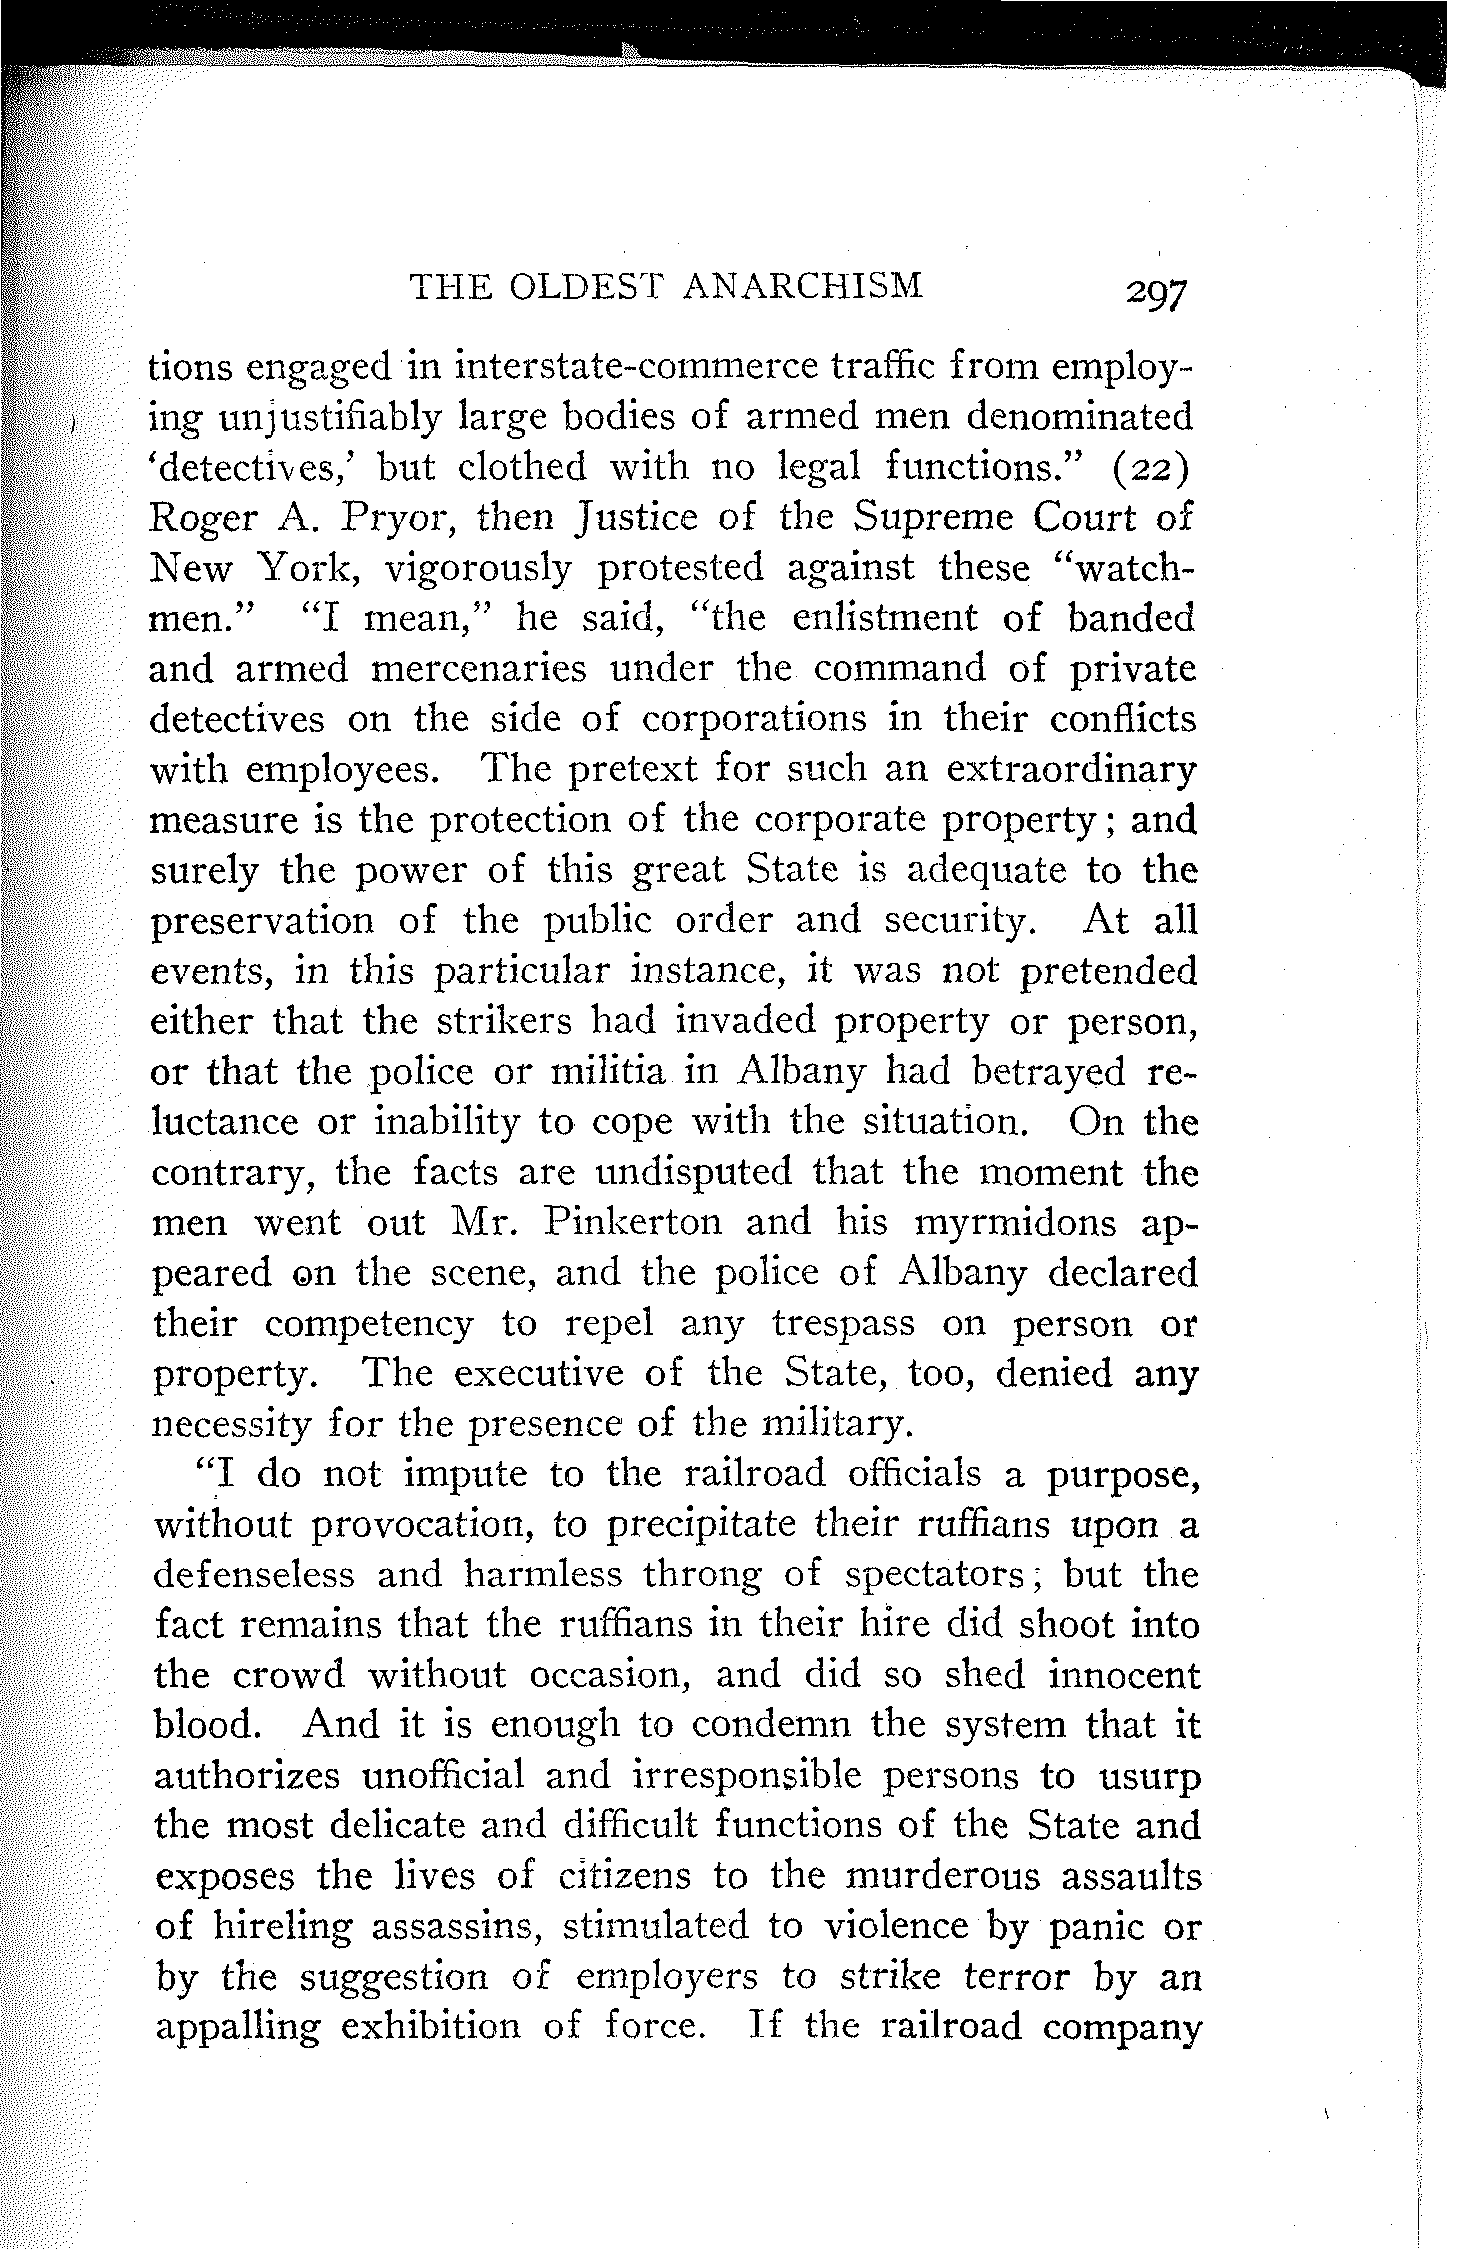 THE OLDEST ANARCHISM 297
tions engaged in interstate-commerce traffic from employ-
ing unjustifiably large bodies of armed men denominated
‘detectives,’ but clothed with no legal functions.” (22)
Roger A. Pryor, then Justice of the Supreme Court of
New York, vigorously protested against these “watch-
men.” “I mean,” he said, “the enlistment of banded
and armed mercenaries under the command of private
detectives on the side of corporations in their conflicts
with employees. The pretext for such an extraordinary
measure is the protection of the corporate property; and
surely the power of this great State is adequate to the
preservation of the public order and security. At all
events, in this particular instance, it was not pretended
either that the strikers had invaded property or person,
or that the police or militia in Albany had betrayed re-
luctance or inability to cope with the situation. On the
contrary, the facts are undisputed that the moment the
men went out Mr. Pinkerton and his myrmidons ap-
peared on the scene, and the police of Albany declared
their competency to repel any trespass on person or
property. The executive of the State, too, denied any
necessity for the presence of the military.
“I do not impute to the railroad officials a purpose,
without provocation, to precipitate their ruffians upon a
defenseless and harmless throng of spectators; but the
fact remains that the ruffians in their hire did shoot into
the crowd without occasion, and did so shed innocent
blood. And it is enough to condemn the system that it
authorizes unofficial and irresponsible persons to usurp
the most delicate and difficult functions of the State and
exposes the lives of citizens to the murderous assaults
of hireling assassins, stimulated to violence by panic or
by the suggestion of employers to strike terror by an
appalling exhibition of force. If the railroad company